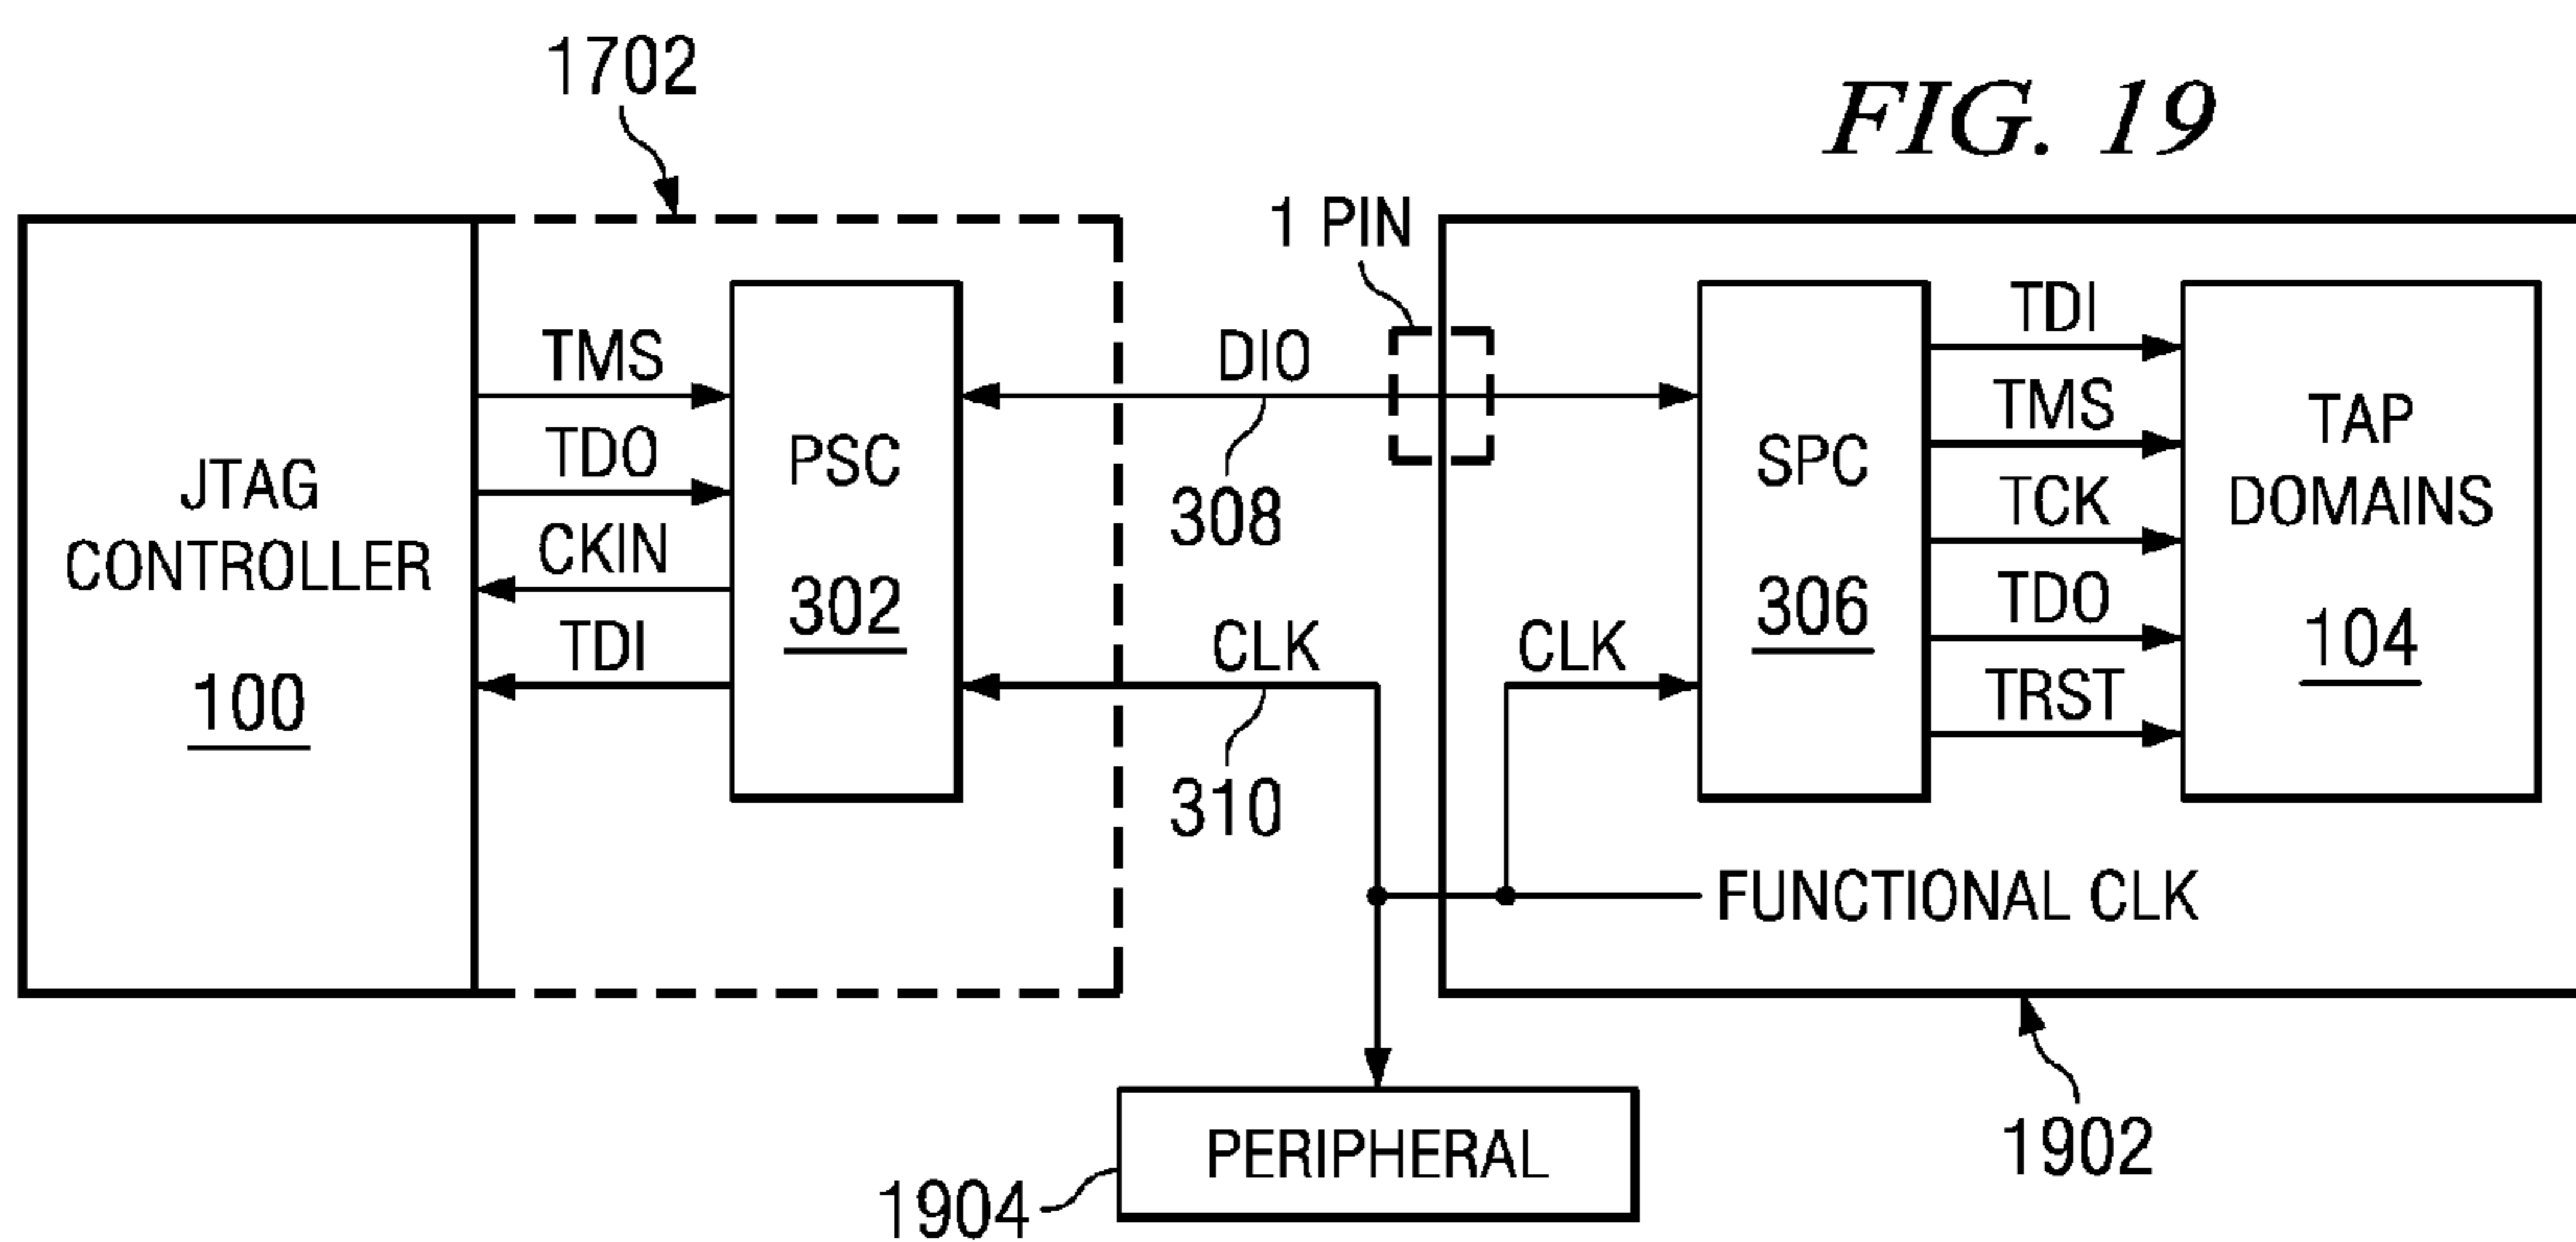 FIG. 19
1702
1 PIN
JTAG
CONTROLLER
100
TMS
TDO
CKIN
TDI
PSC
302
DIO
308
CLK
310
CLK
SPC
306
TDI
TMS
TCK
TDO
TRST
TAP
DOMAINS
104
FUNCTIONAL CLK
PERIPHERAL
1904
1902